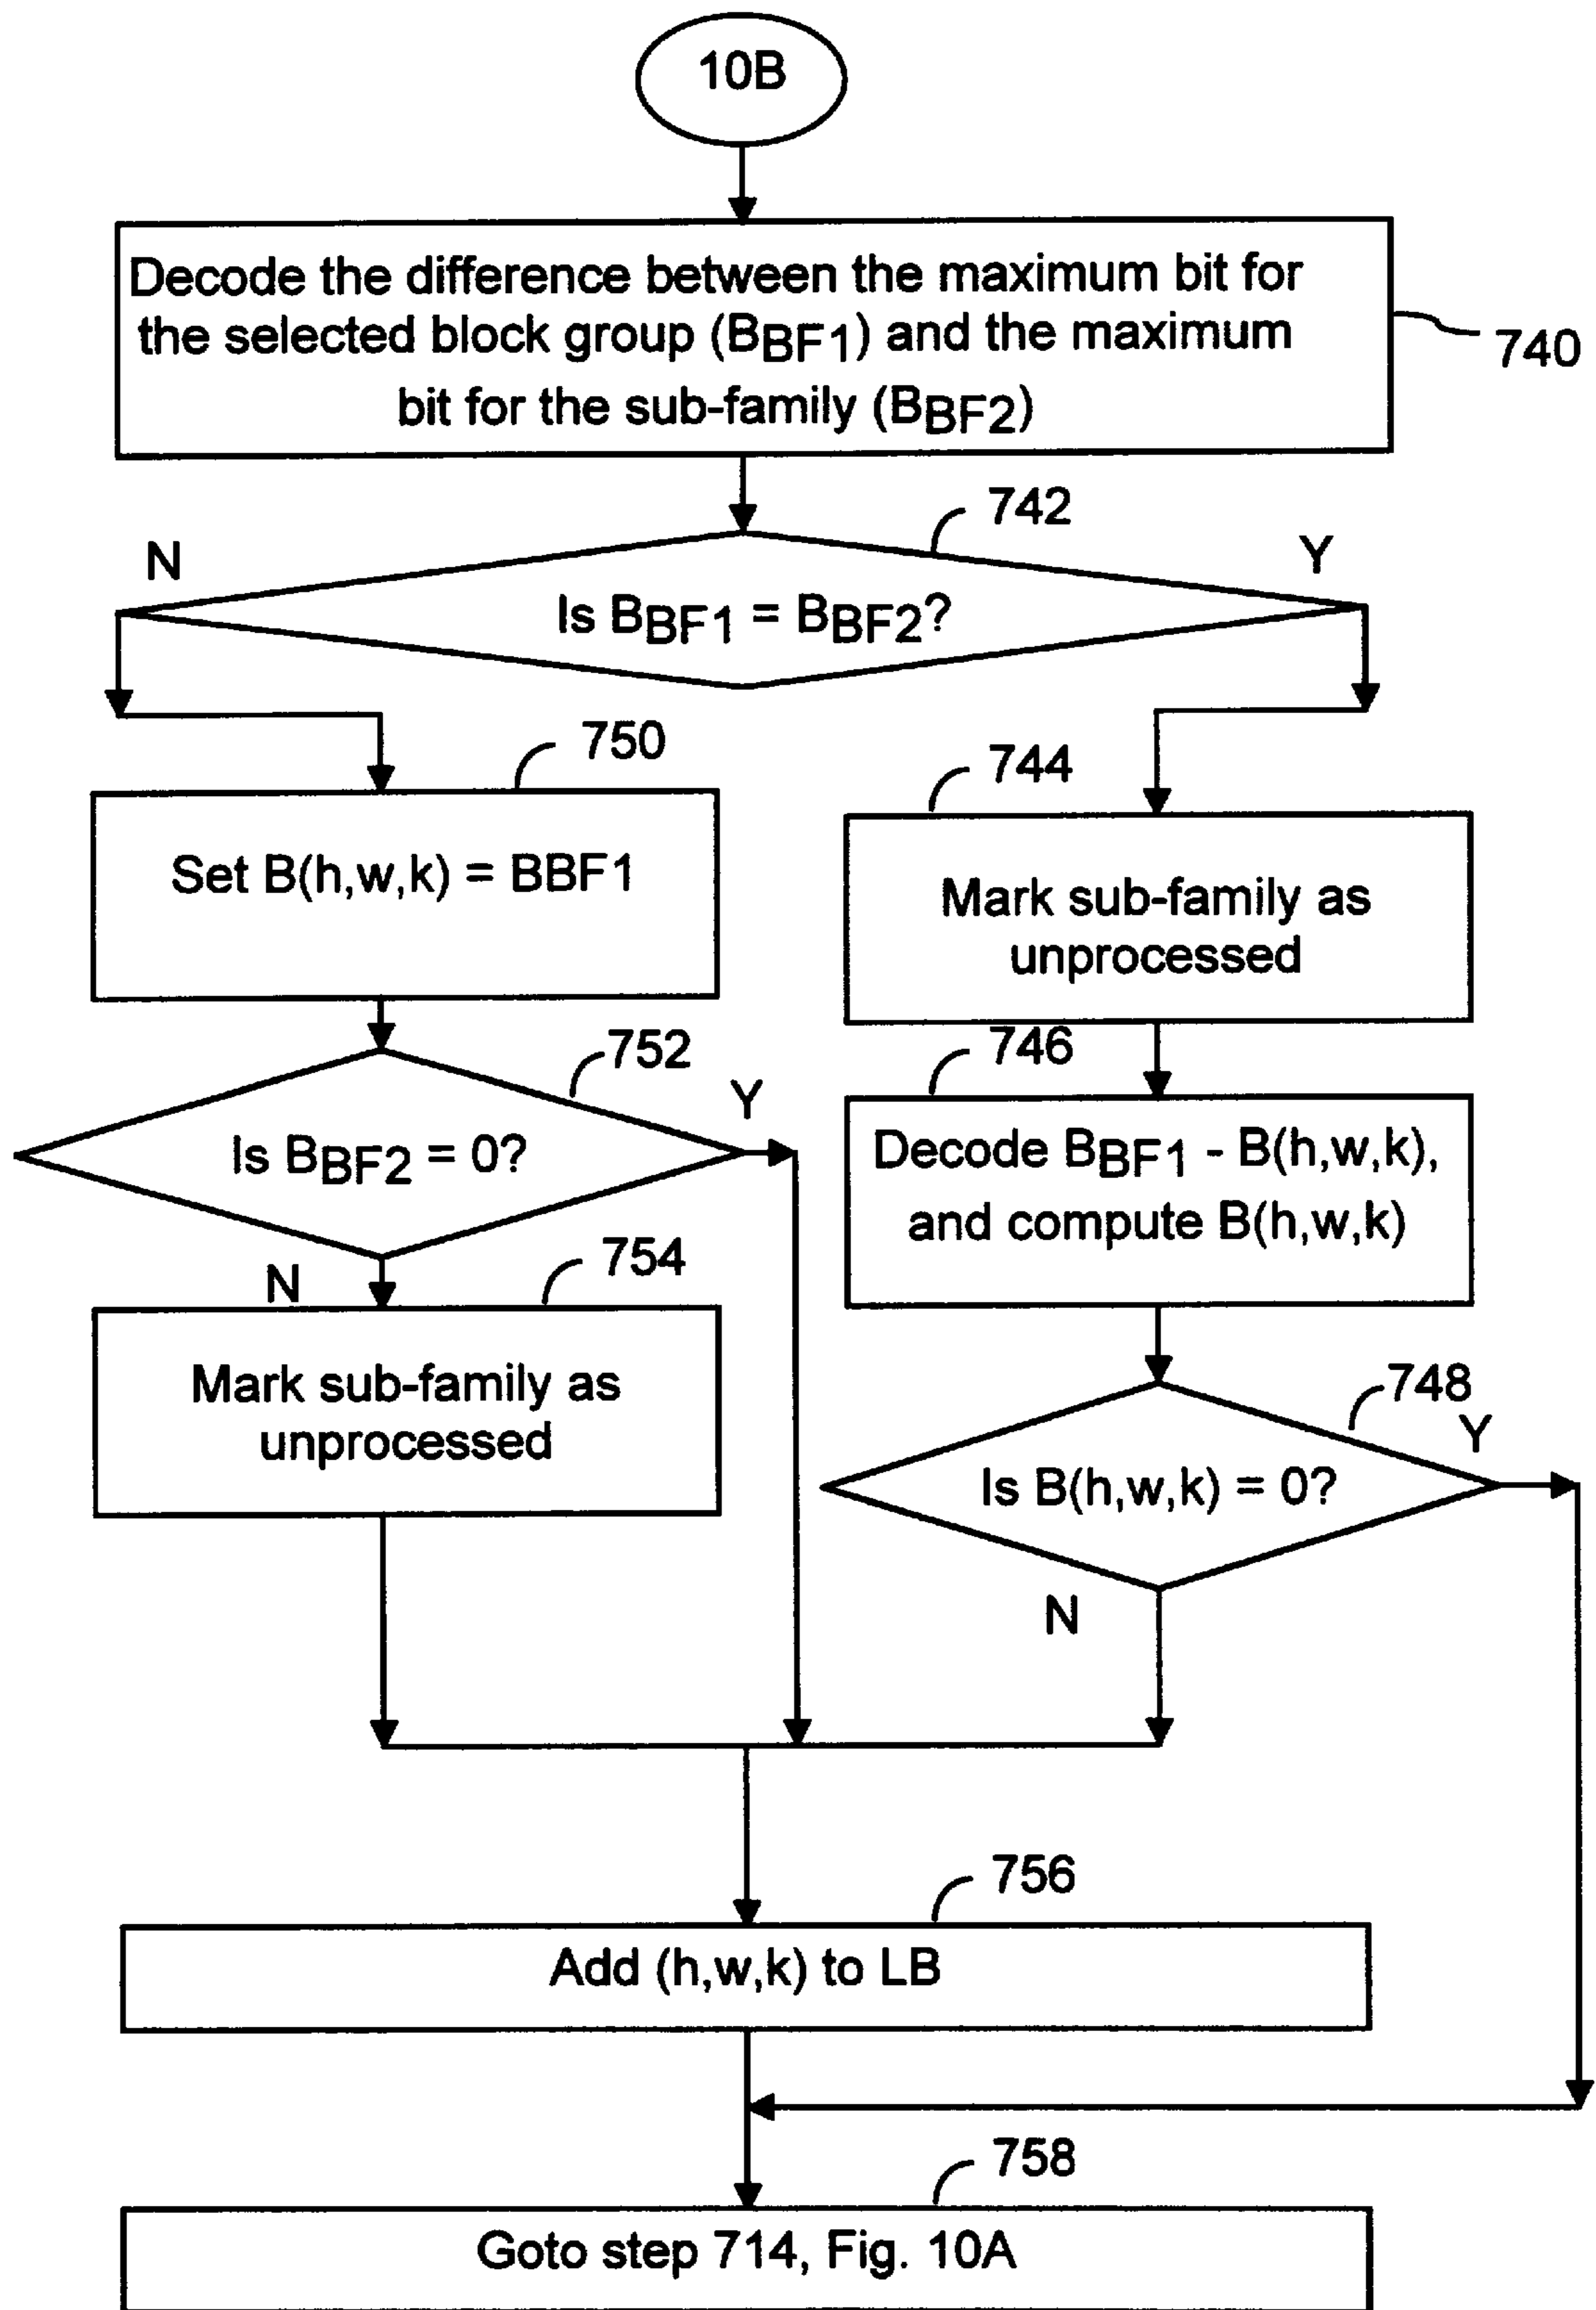 10B
Decode the difference between the maximum bit for
the selected block group (BBF1) and the maximum
bit for the sub-family (BBF2)
740
742
N
Y
Is BBF1 = BBF2?
750
744
Set B(h,w,k) = BBF1
Mark sub-family as
unprocessed
752
746
Y
Is BBF2 = 0?
Decode BBF1 - B(h,w,k),
and compute B(h,w,k)
754
N
Mark sub-family as
unprocessed
748
Y
Is B(h,w,k) = 0?
N
756
Add (h,w,k) to LB
758
Goto step 714, Fig. 10A